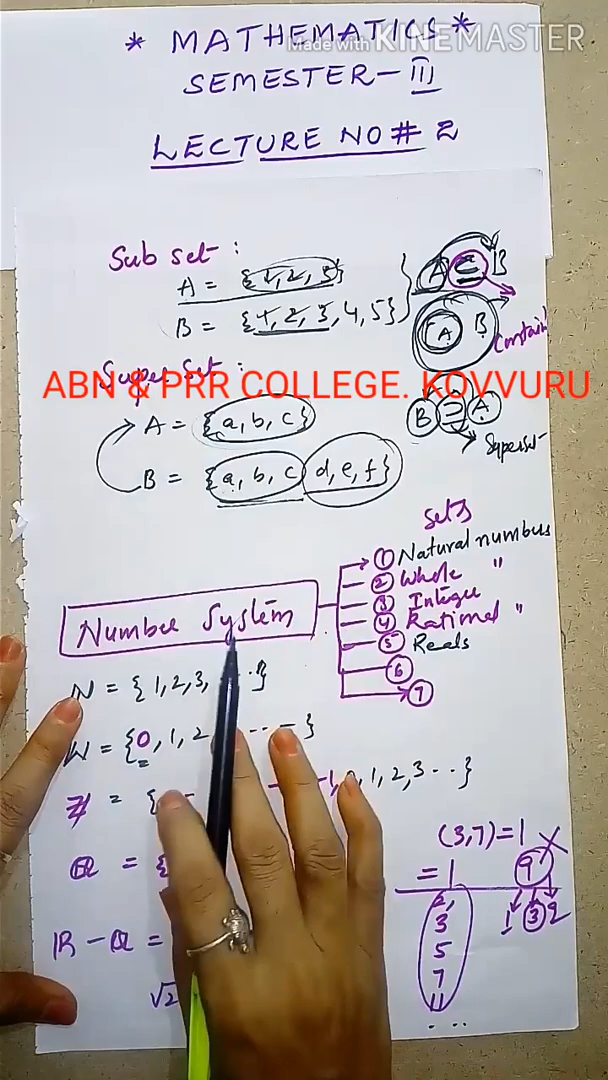 * MATHEMATICS *
Made with KINEMASTER
SEMESTER - III
LECTURE NO # 2
Sub set :
A = {1, 2, 3}
B = {1, 2, 3, 4, 5}
A ⊆ B
A B
Contain
Super Set :
ABN & PRR COLLEGE. KOVVURU
A = {a, b, c}
B ⊇ A
Superset
B = {a, b, c, d, e, f}
Sets
① Natural numbers
② Whole "
③ Integer
④ Rational "
⑤ Reals
⑥
⑦
Number System
N = {1, 2, 3, . . }
W = {0, 1, 2, - - - }
Z = { - - 1, 0, 1, 2, 3 - - }
Q = {
(3, 7) = 1
= 1
9 ×
1 3 9
2,
3
5
7
11
. . .
R - Q =
√2